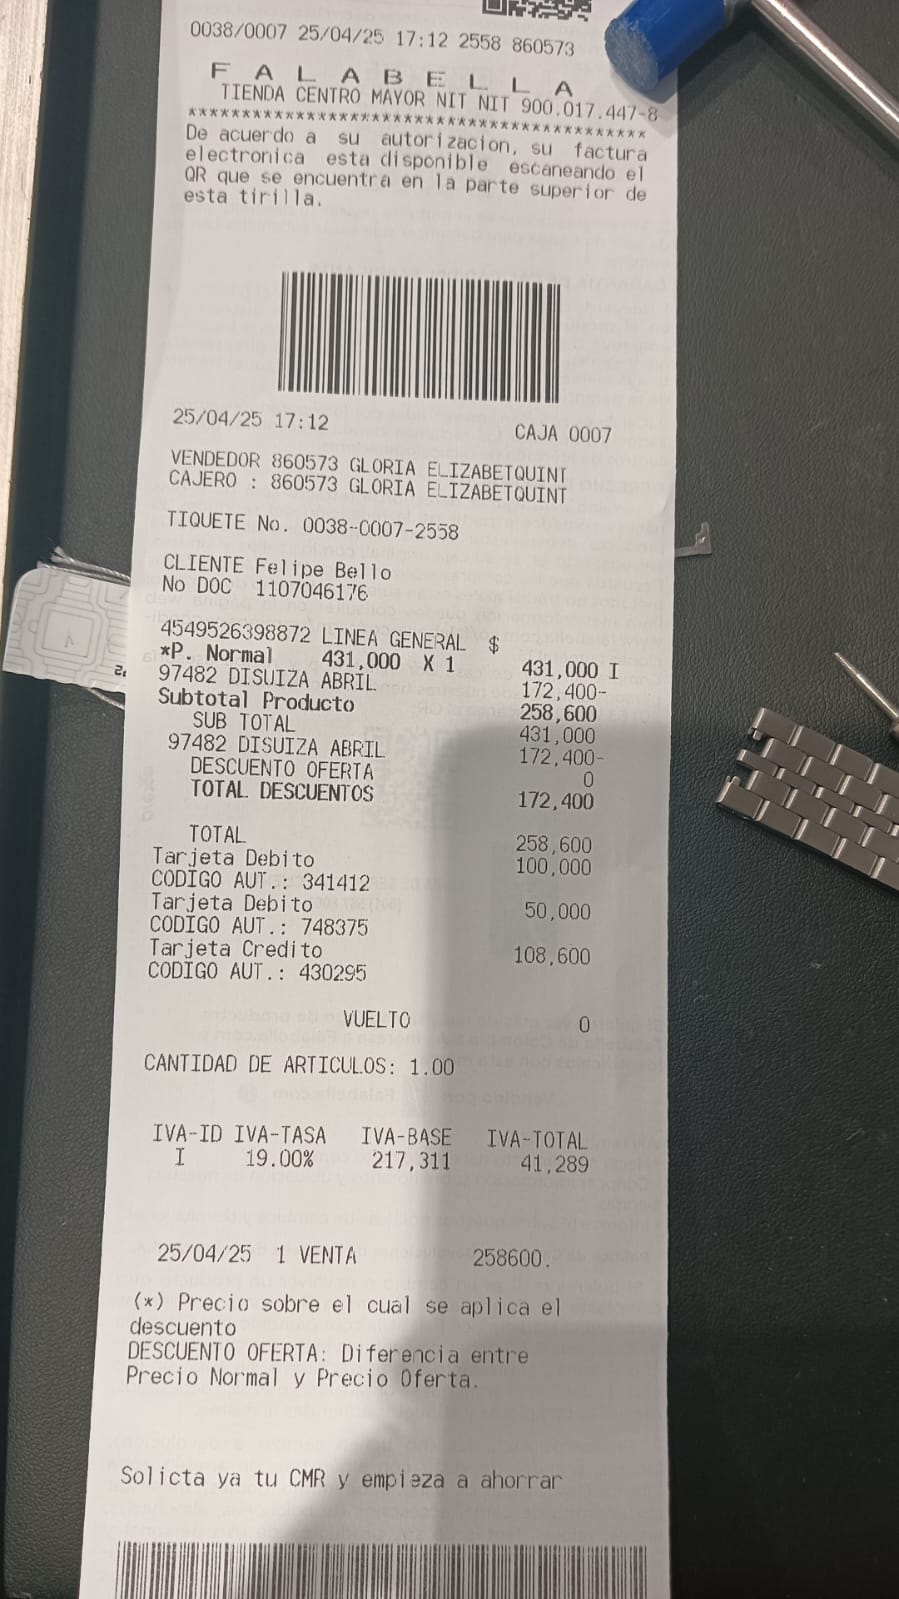 0038/0007 25/04/25 17:12 2558 860573
F A L A B E L L A
TIENDA CENTRO MAYOR NIT NIT 900.017.447-8
********************************************
De acuerdo a su autorizacion, su factura
electronica esta disponible escaneando el
QR que se encuentra en la parte superior de
esta tirilla.
25/04/25 17:12 CAJA 0007
VENDEDOR 860573 GLORIA ELIZABETQUINT
CAJERO : 860573 GLORIA ELIZABETQUINT
TIQUETE No. 0038-0007-2558
CLIENTE Felipe Bello
No DOC 1107046176
4549526398872 LINEA GENERAL $
*P. Normal 431,000 X 1 431,000 I
97482 DISUIZA ABRIL 172,400-
Subtotal Producto 258,600
SUB TOTAL 431,000
97482 DISUIZA ABRIL 172,400-
DESCUENTO OFERTA 0
TOTAL DESCUENTOS 172,400
TOTAL 258,600
Tarjeta Debito 100,000
CODIGO AUT.: 341412
Tarjeta Debito 50,000
CODIGO AUT.: 748375
Tarjeta Credito 108,600
CODIGO AUT.: 430295
VUELTO 0
CANTIDAD DE ARTICULOS: 1.00
IVA-ID IVA-TASA IVA-BASE IVA-TOTAL
I 19.00% 217,311 41,289
25/04/25 1 VENTA 258600.
(*) Precio sobre el cual se aplica el
descuento
DESCUENTO OFERTA: Diferencia entre
Precio Normal y Precio Oferta.
Solicta ya tu CMR y empieza a ahorrar